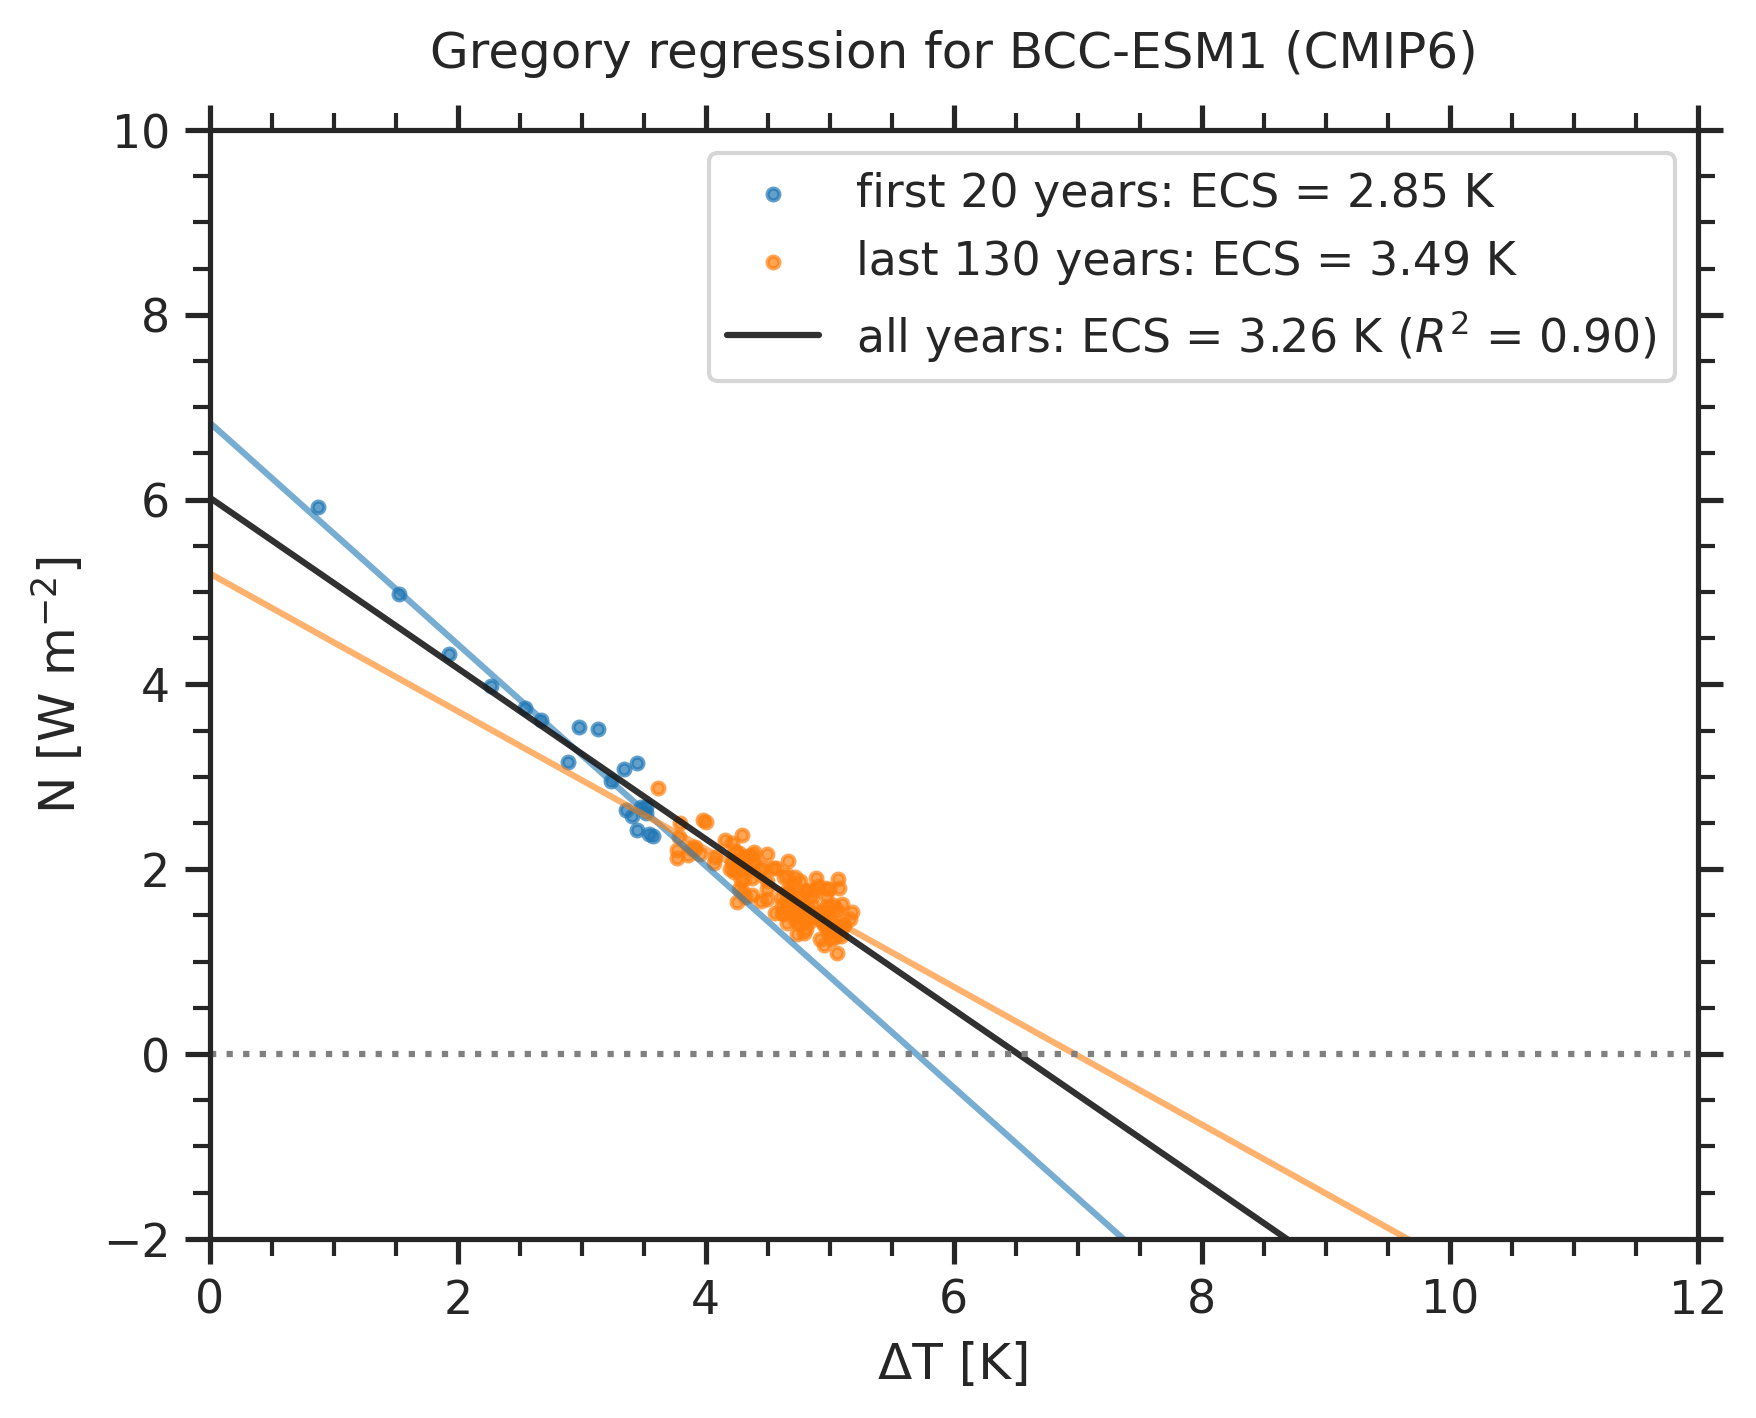 Gregory regression for BCC-ESM1 (CMIP6)
first 20 years: ECS = 2.85 K
last 130 years: ECS = 3.49 K
all years: ECS = 3.26 K (R² = 0.90)
N [W m⁻²]
10
8
6
4
2
0
−2
0 2 4 6 8 10 12
ΔT [K]